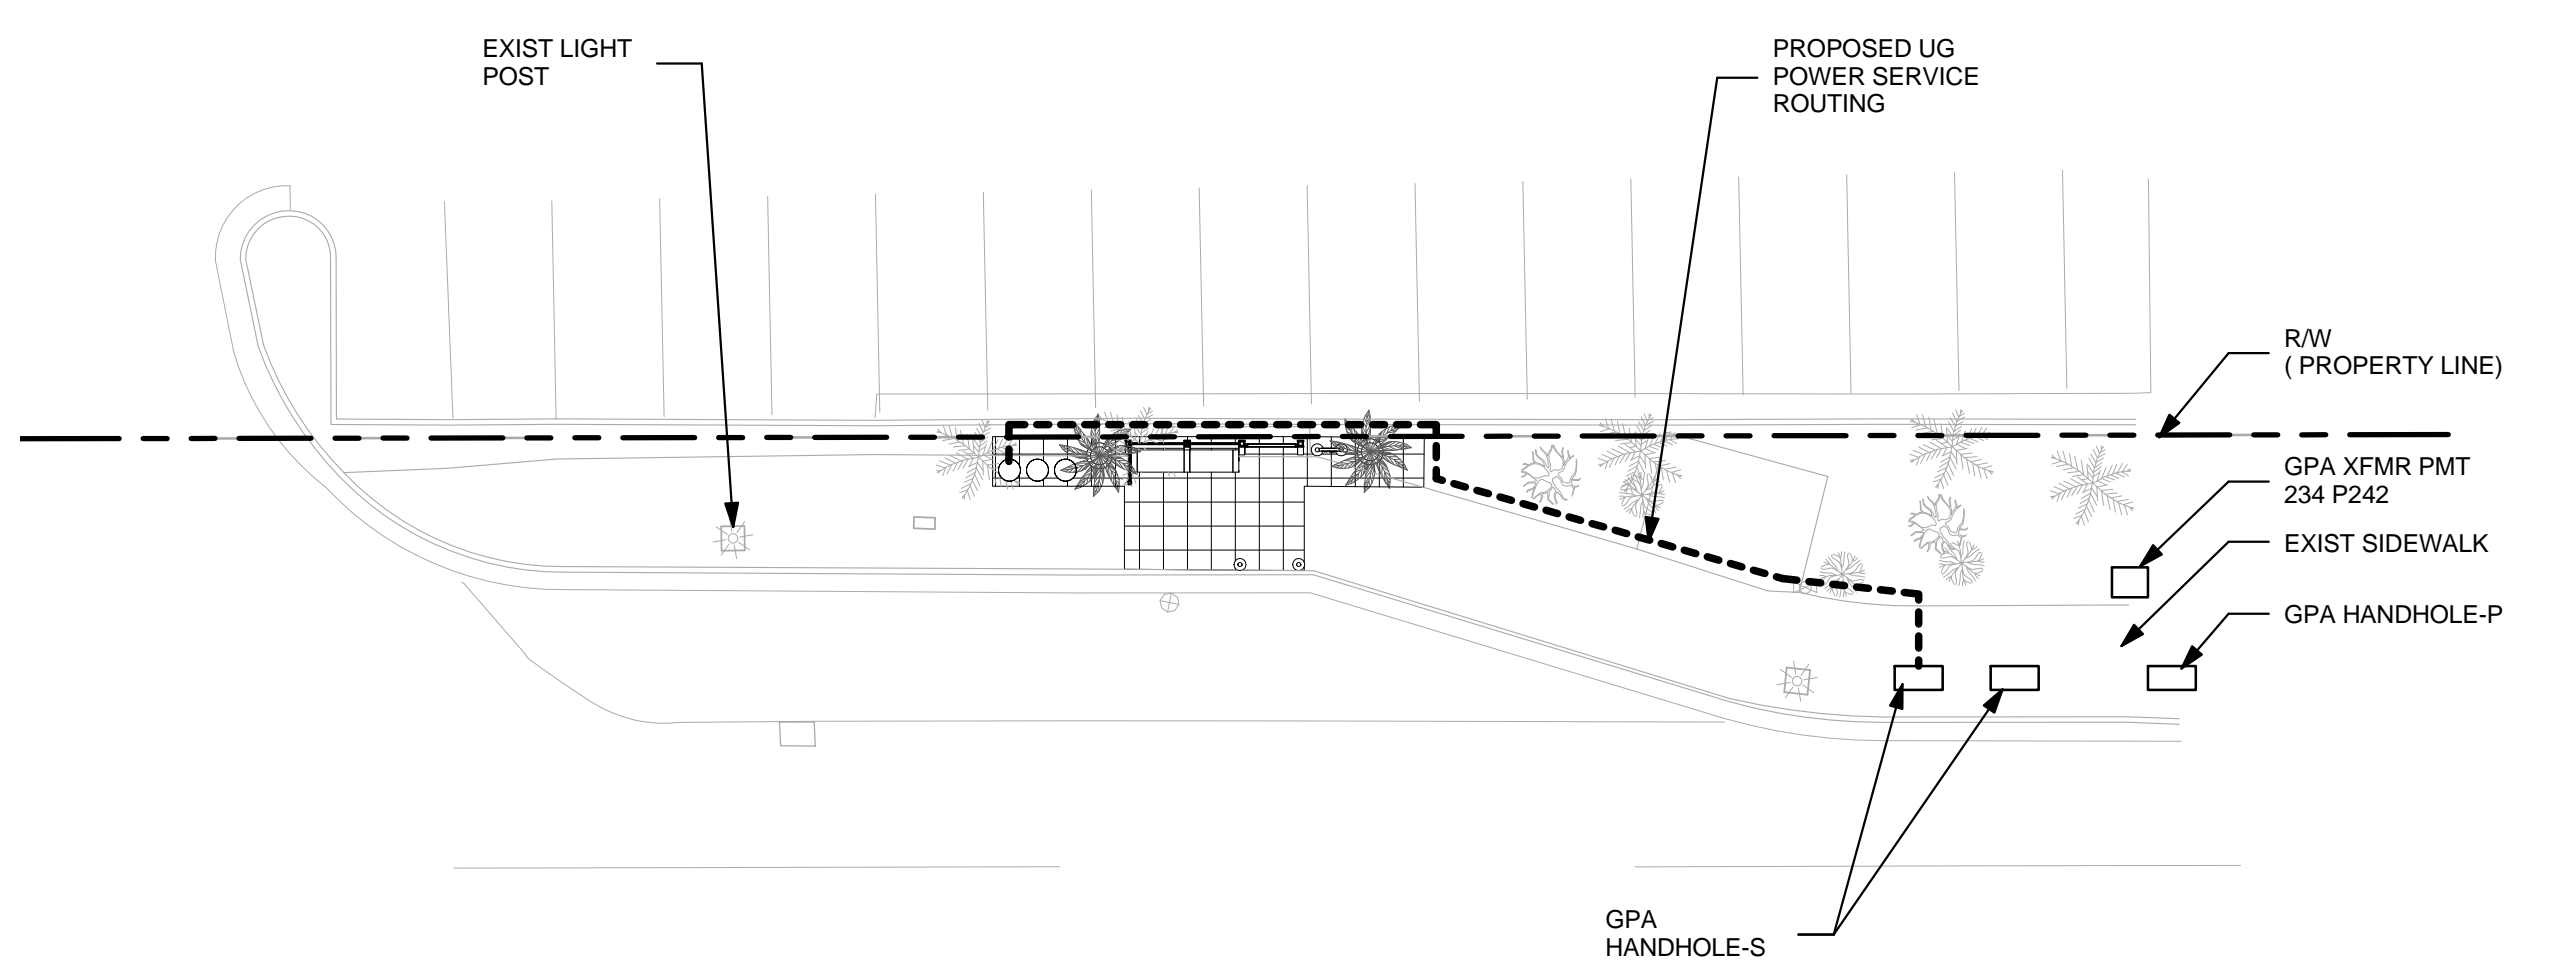 EXIST LIGHT
POST
PROPOSED UG
POWER SERVICE
ROUTING
R/W
( PROPERTY LINE)
GPA XFMR PMT
234 P242
EXIST SIDEWALK
GPA HANDHOLE-P
GPA
HANDHOLE-S